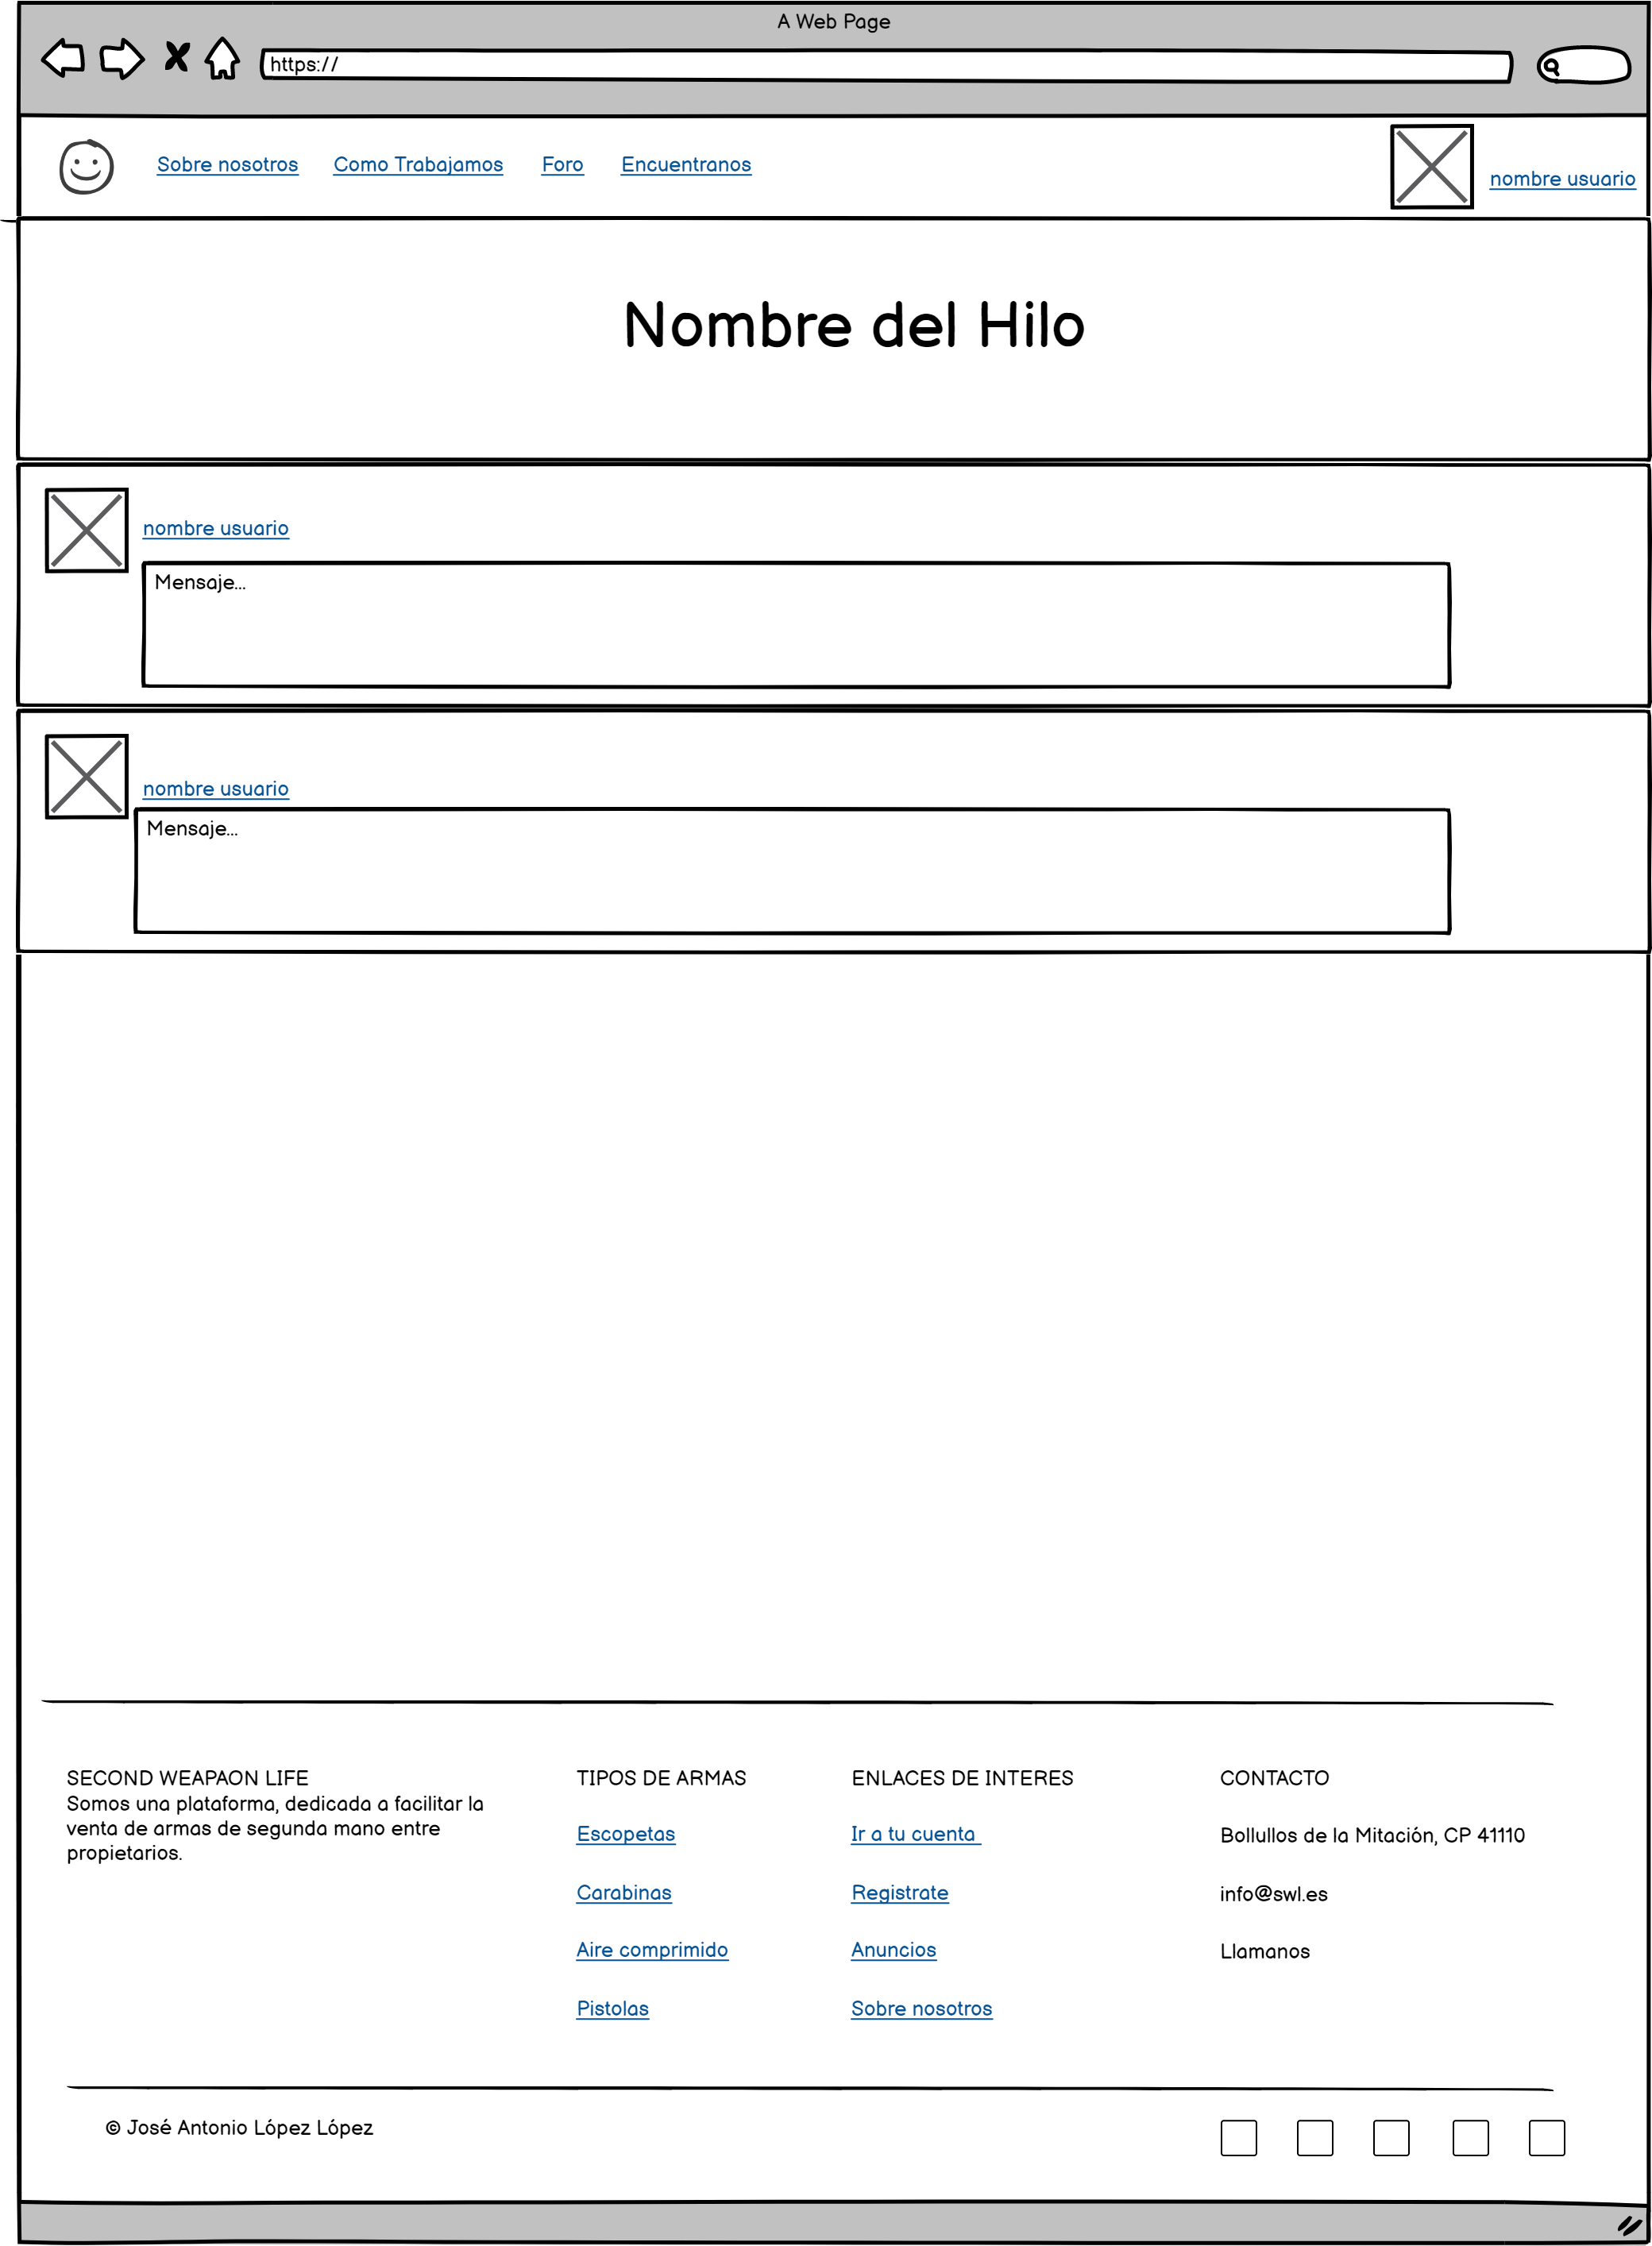 A Web Page
https://
Sobre nosotros Como Trabajamos Foro Encuentranos nombre usuario
Nombre del Hilo
nombre usuario
Mensaje...
nombre usuario
Mensaje...
SECOND WEAPAON LIFE
Somos una plataforma, dedicada a facilitar la
venta de armas de segunda mano entre
propietarios.
TIPOS DE ARMAS
Escopetas
Carabinas
Aire comprimido
Pistolas
ENLACES DE INTERES
Ir a tu cuenta
Registrate
Anuncios
Sobre nosotros
CONTACTO
Bollullos de la Mitación, CP 41110
info@swl.es
Llamanos
© José Antonio López López